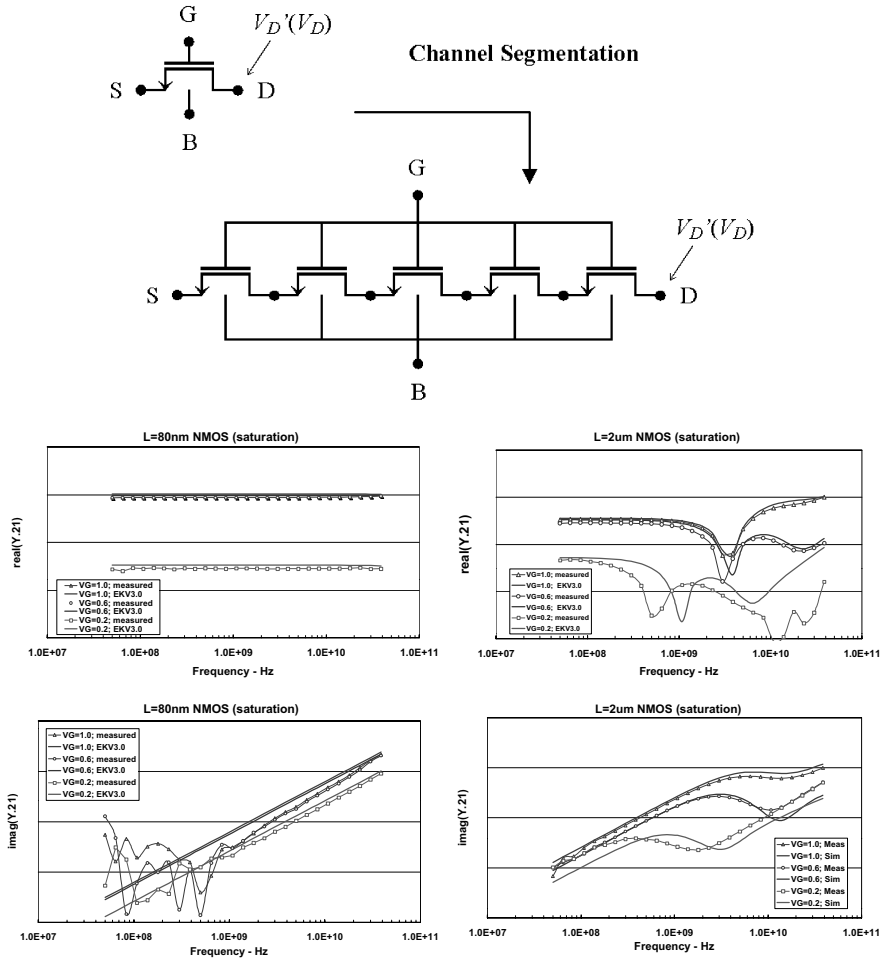 G
V_D'(V_D)
Channel Segmentation
S
D
B
G
V_D'(V_D)
S
D
B
L=80nm NMOS (saturation)
real(Y.21)
VG=1.0; measured
VG=1.0; EKV3.0
VG=0.6; measured
VG=0.6; EKV3.0
VG=0.2; measured
VG=0.2; EKV3.0
1.0E+07 1.0E+08 1.0E+09 1.0E+10 1.0E+11
Frequency - Hz
L=2um NMOS (saturation)
real(Y.21)
VG=1.0; measured
VG=1.0; EKV3.0
VG=0.6; measured
VG=0.6; EKV3.0
VG=0.2; measured
VG=0.2; EKV3.0
1.0E+07 1.0E+08 1.0E+09 1.0E+10 1.0E+11
Frequency - Hz
L=80nm NMOS (saturation)
imag(Y.21)
VG=1.0; measured
VG=1.0; EKV3.0
VG=0.6; measured
VG=0.6; EKV3.0
VG=0.2; measured
VG=0.2; EKV3.0
1.0E+07 1.0E+08 1.0E+09 1.0E+10 1.0E+11
Frequency - Hz
L=2um NMOS (saturation)
imag(Y.21)
VG=1.0; Meas
VG=1.0; Sim
VG=0.6; Meas
VG=0.6; Sim
VG=0.2; Meas
VG=0.2; Sim
1.0E+07 1.0E+08 1.0E+09 1.0E+10 1.0E+11
Frequency - Hz